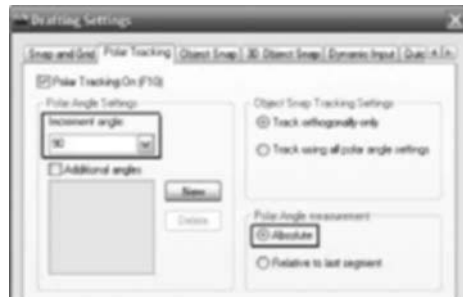 Drafting Settings
Snap and Grid Polar Tracking Object Snap 3D Object Snap Dynamic Input Quic
Polar Tracking On (F10)
Polar Angle Settings
Increment angle:
90
Additional angles
New
Delete
Object Snap Tracking Settings
Track orthogonally only
Track using all polar angle settings
Polar Angle measurement
Absolute
Relative to last segment